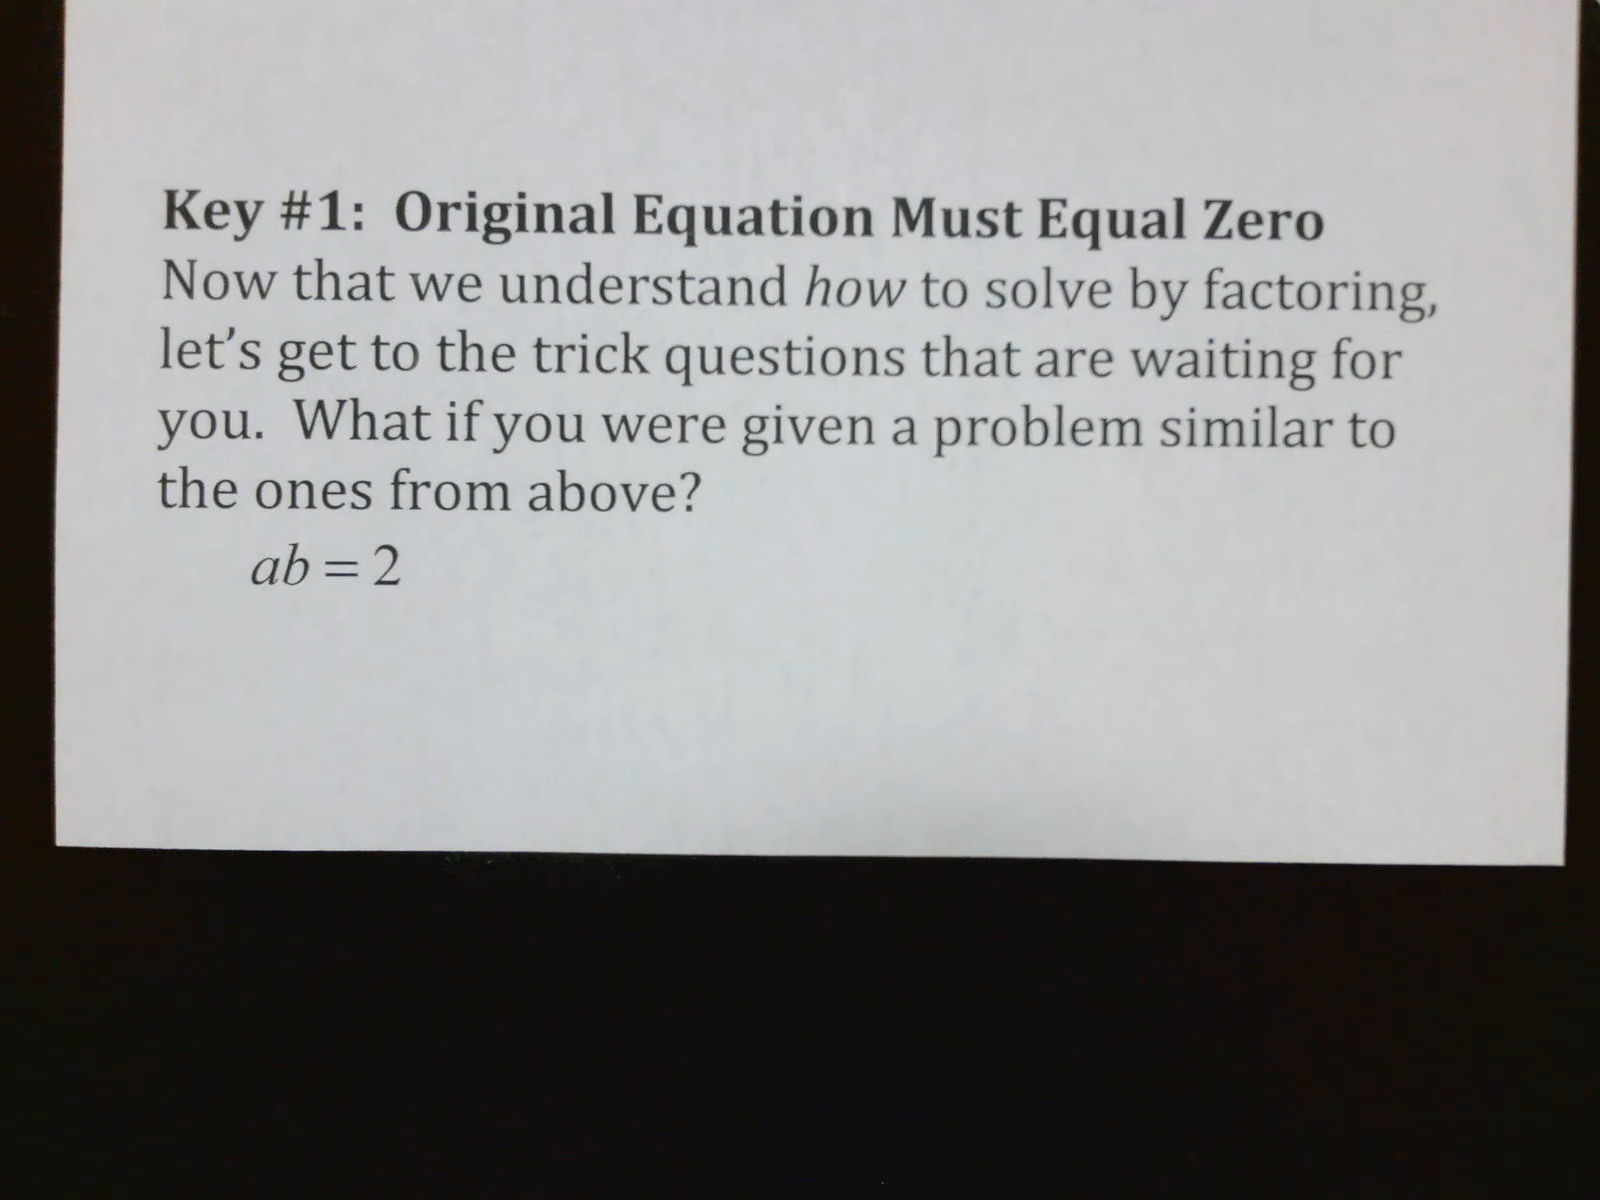 Key #1:  Original Equation Must Equal Zero
Now that we understand how to solve by factoring,
let’s get to the trick questions that are waiting for
you.  What if you were given a problem similar to
the ones from above?
ab = 2